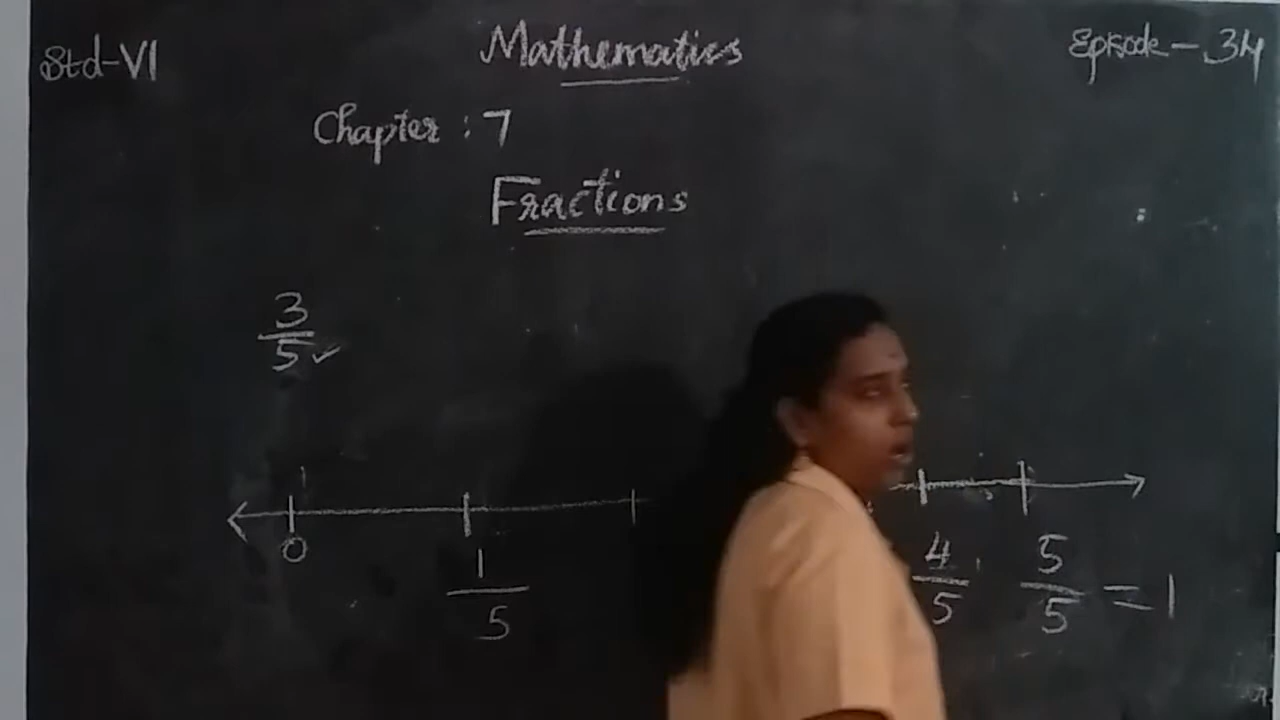 Std-VI Mathematics Episode-34
Chapter : 7
Fractions
3/5 ✓
0 1/5 4/5 5/5 = 1